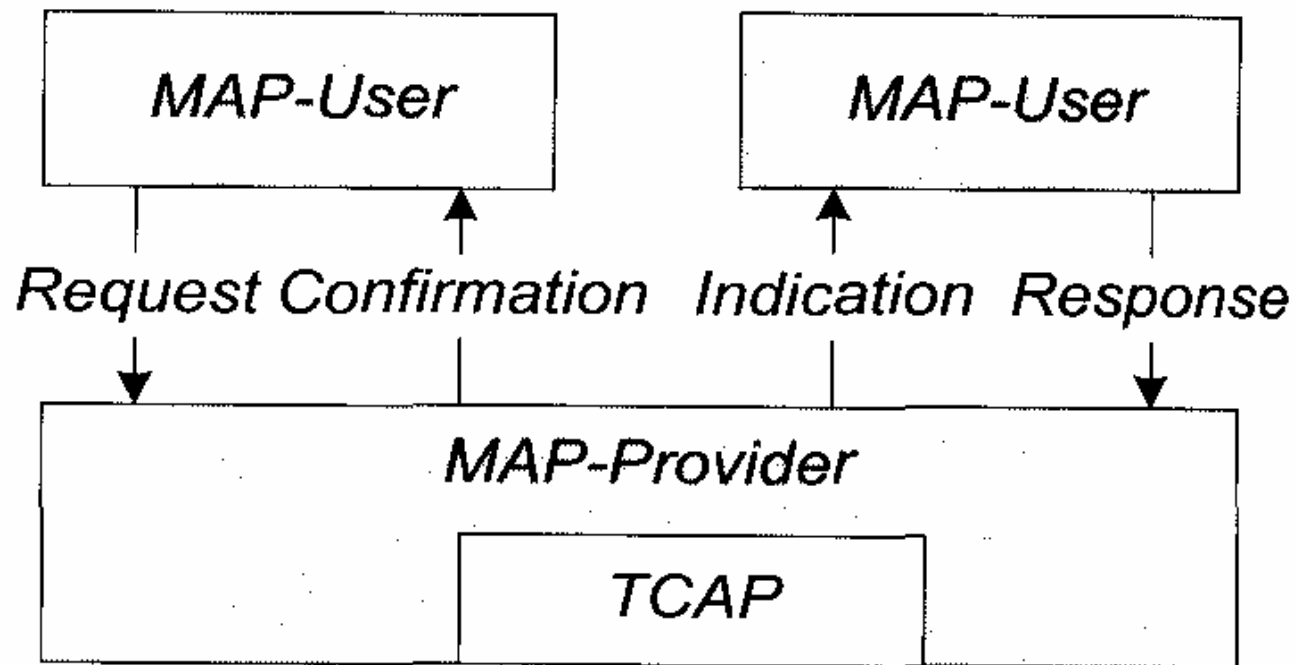 MAP-User MAP-User
Request Confirmation Indication Response
MAP-Provider
TCAP